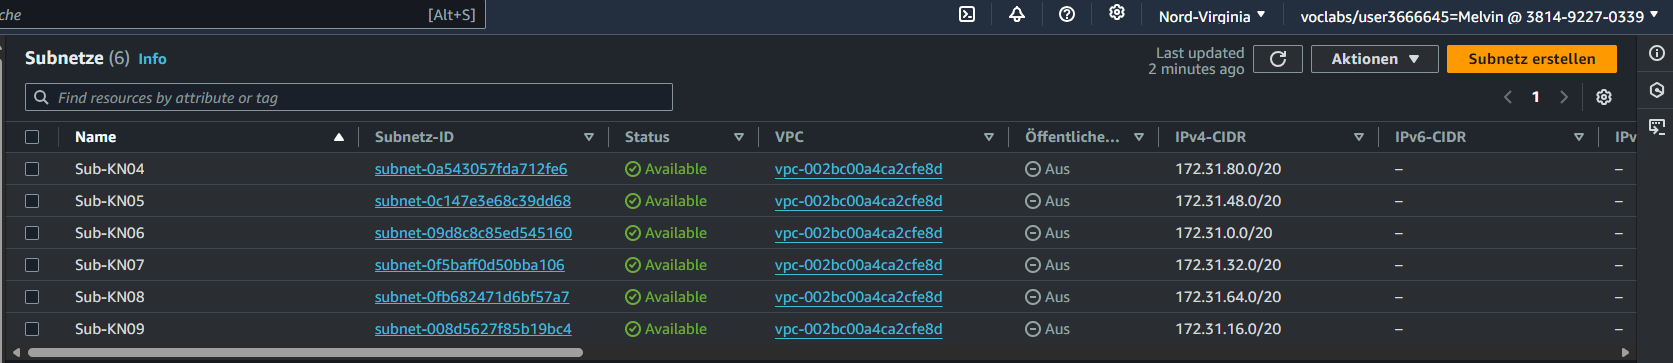 che [Alt+S] Nord-Virginia voclabs/user3666645=Melvin @ 3814-9227-0339
Subnetze (6) Info
Last updated
2 minutes ago
Aktionen
Subnetz erstellen
Find resources by attribute or tag
1
Name Subnetz-ID Status VPC Öffentliche... IPv4-CIDR IPv6-CIDR IPv
Sub-KN04 subnet-0a543057fda712fe6 Available vpc-002bc00a4ca2cfe8d Aus 172.31.80.0/20 – –
Sub-KN05 subnet-0c147e3e68c39dd68 Available vpc-002bc00a4ca2cfe8d Aus 172.31.48.0/20 – –
Sub-KN06 subnet-09d8c8c85ed545160 Available vpc-002bc00a4ca2cfe8d Aus 172.31.0.0/20 – –
Sub-KN07 subnet-0f5baff0d50bba106 Available vpc-002bc00a4ca2cfe8d Aus 172.31.32.0/20 – –
Sub-KN08 subnet-0fb682471d6bf57a7 Available vpc-002bc00a4ca2cfe8d Aus 172.31.64.0/20 – –
Sub-KN09 subnet-008d5627f85b19bc4 Available vpc-002bc00a4ca2cfe8d Aus 172.31.16.0/20 – –